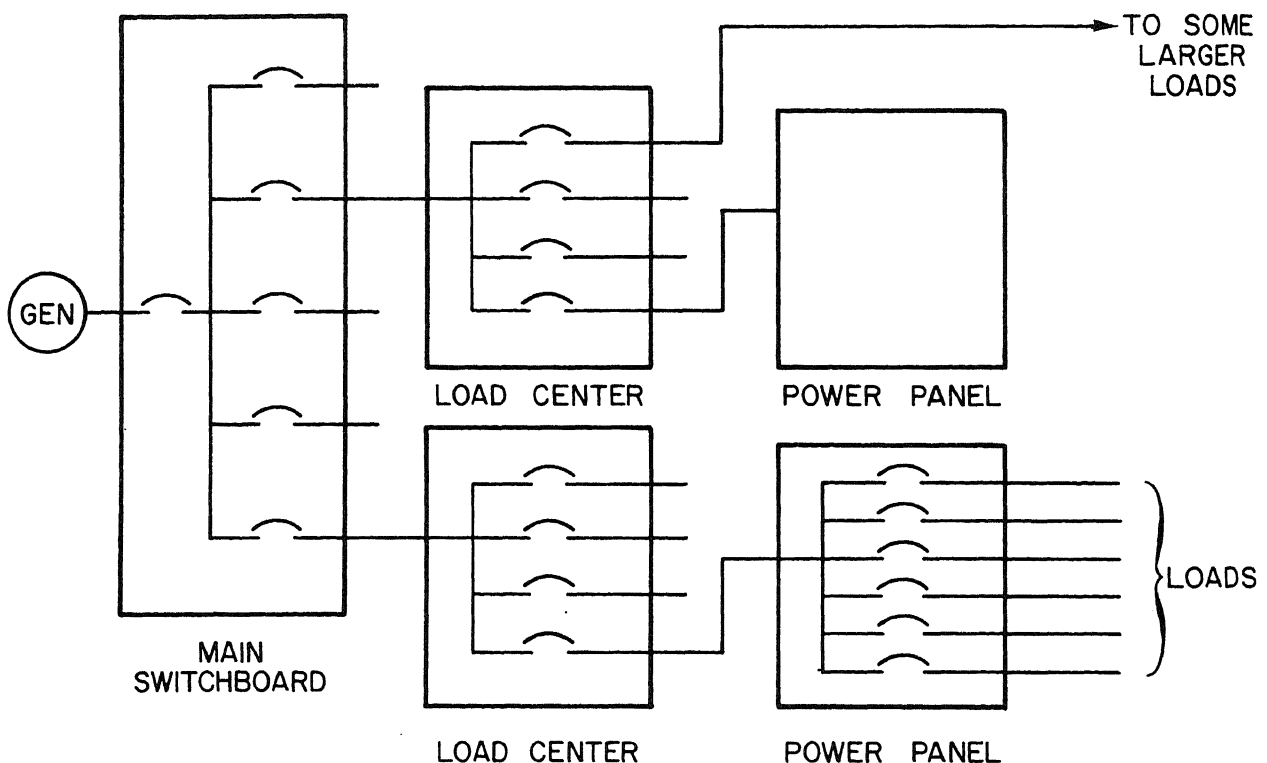 TO SOME
LARGER
LOADS
GEN
LOAD CENTER
POWER PANEL
LOADS
MAIN
SWITCHBOARD
LOAD CENTER
POWER PANEL